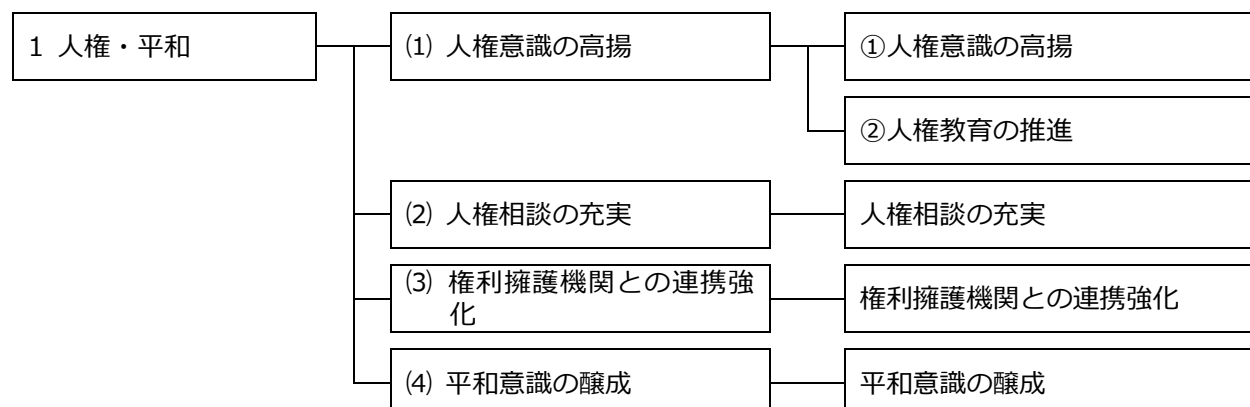 1 人権・平和
⑴ 人権意識の高揚
①人権意識の高揚
②人権教育の推進
⑵ 人権相談の充実
人権相談の充実
⑶ 権利擁護機関との連携強
化
権利擁護機関との連携強化
⑷ 平和意識の醸成
平和意識の醸成